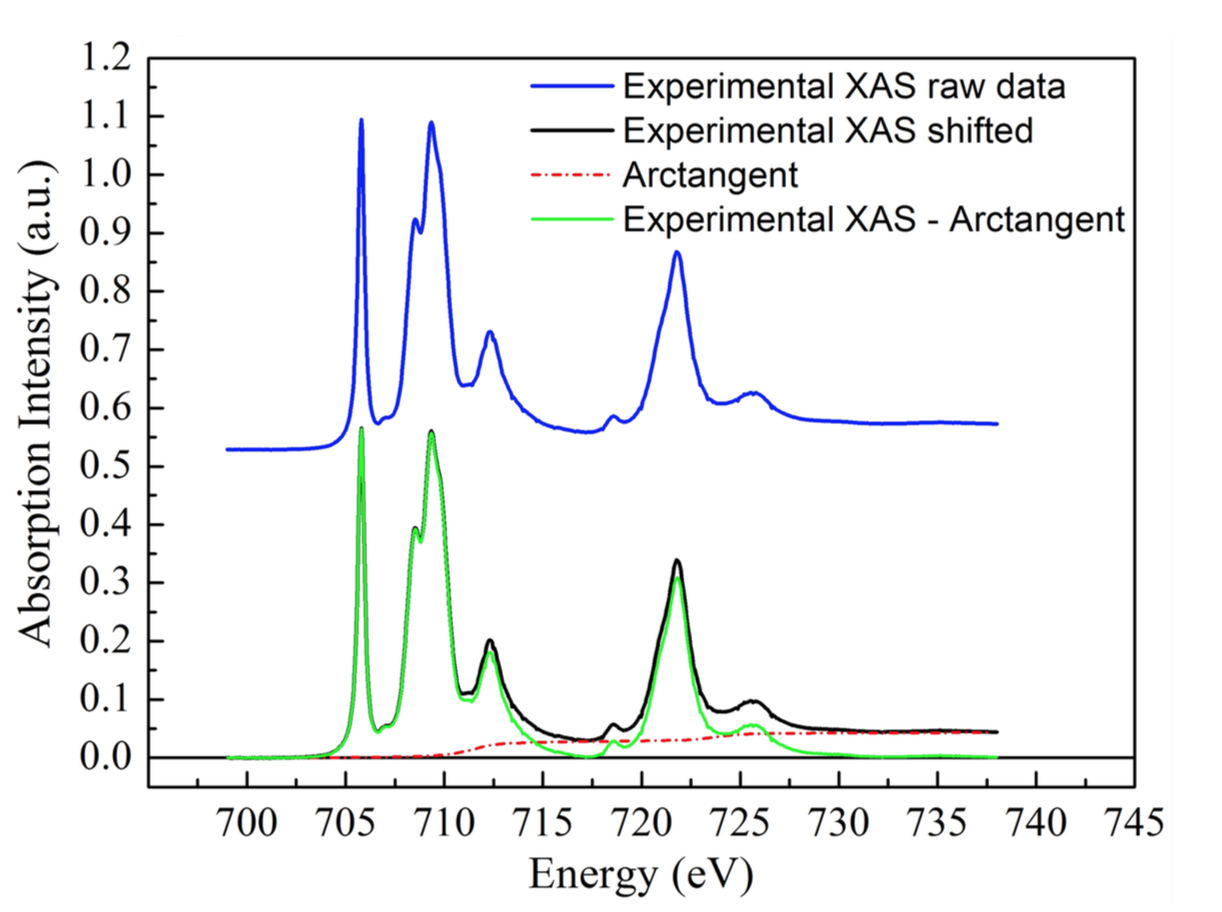 Experimental XAS raw data
Experimental XAS shifted
Arctangent
Experimental XAS - Arctangent
Absorption Intensity (a.u.)
1.2
1.1
1.0
0.9
0.8
0.7
0.6
0.5
0.4
0.3
0.2
0.1
0.0
700 705 710 715 720 725 730 735 740 745
Energy (eV)